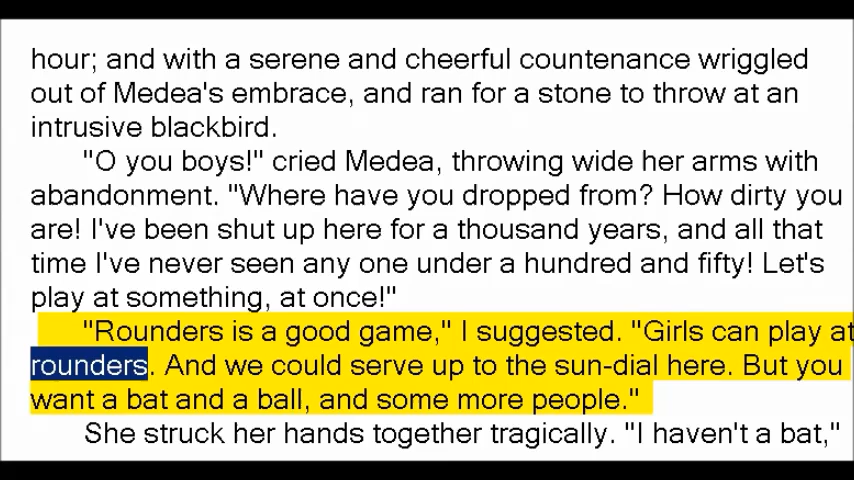 hour; and with a serene and cheerful countenance wriggled
out of Medea's embrace, and ran for a stone to throw at an
intrusive blackbird.
"O you boys!" cried Medea, throwing wide her arms with
abandonment. "Where have you dropped from? How dirty you
are! I've been shut up here for a thousand years, and all that
time I've never seen any one under a hundred and fifty! Let's
play at something, at once!"
"Rounders is a good game," I suggested. "Girls can play at
rounders. And we could serve up to the sun-dial here. But you
want a bat and a ball, and some more people."
She struck her hands together tragically. "I haven't a bat,"